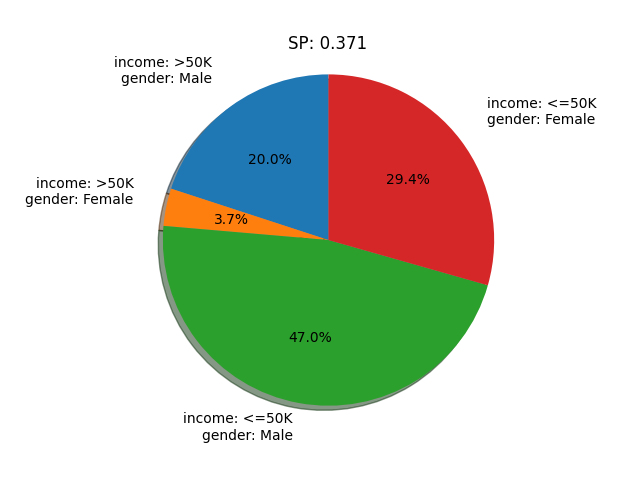 SP: 0.371
income: >50K
gender: Male
income: <=50K
gender: Female
20.0%
29.4%
income: >50K
gender: Female
3.7%
47.0%
income: <=50K
gender: Male